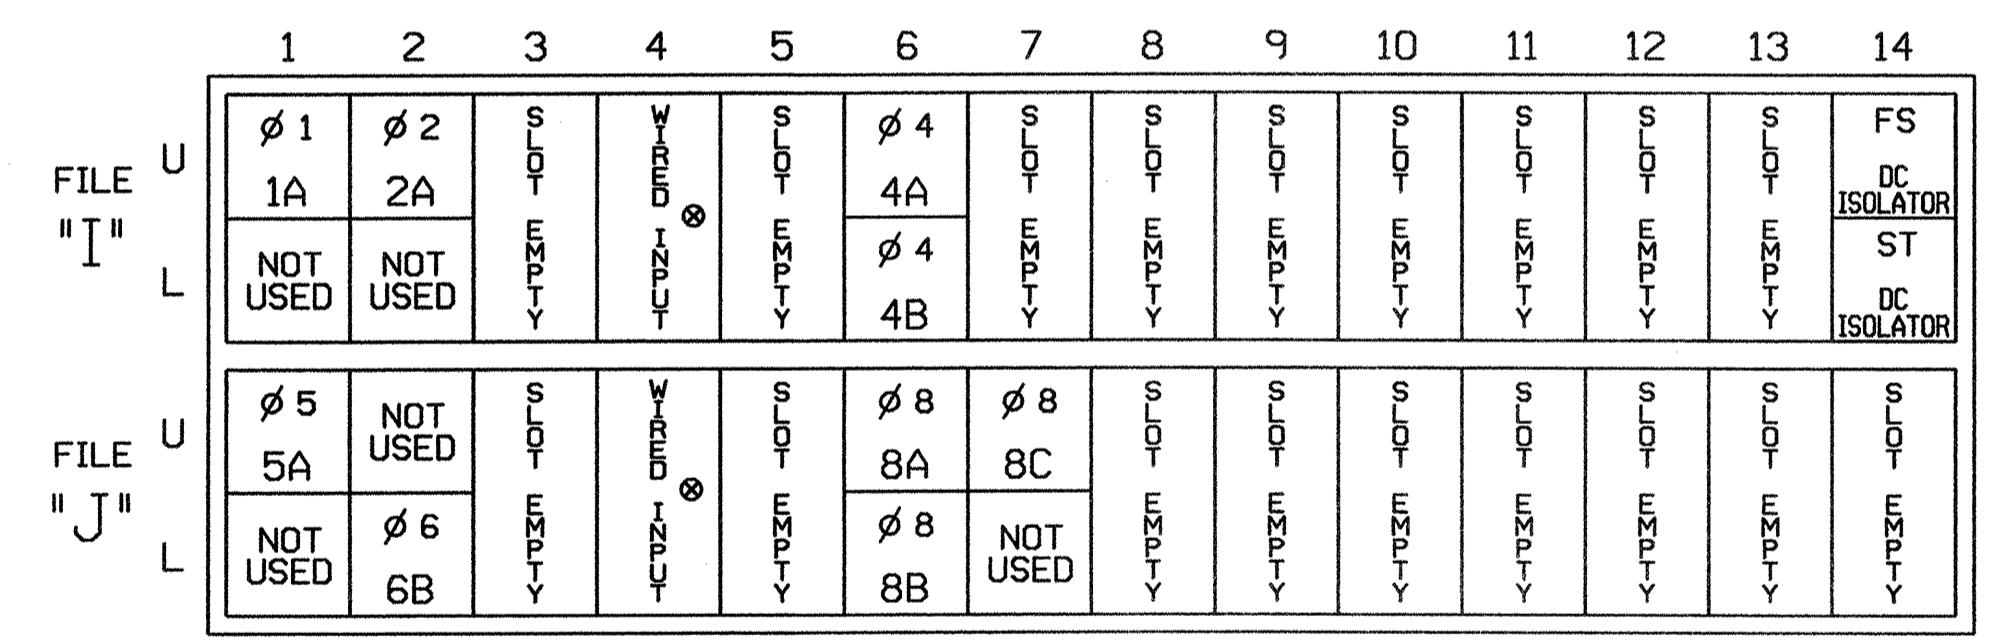 1 2 3 4 5 6 7 8 9 10 11 12 13 14
FILE "I"
U
L
Ø 1 1A
NOT USED
Ø 2 2A
NOT USED
SLOT EMPTY
WIRED INPUT ⊗
SLOT EMPTY
Ø 4 4A
Ø 4 4B
SLOT EMPTY
SLOT EMPTY
SLOT EMPTY
SLOT EMPTY
SLOT EMPTY
SLOT EMPTY
SLOT EMPTY
FS DC ISOLATOR
ST DC ISOLATOR
FILE "J"
U
L
Ø 5 5A
NOT USED
NOT USED
Ø 6 6B
SLOT EMPTY
WIRED INPUT ⊗
SLOT EMPTY
Ø 8 8A
Ø 8 8B
Ø 8 8C
NOT USED
SLOT EMPTY
SLOT EMPTY
SLOT EMPTY
SLOT EMPTY
SLOT EMPTY
SLOT EMPTY
SLOT EMPTY